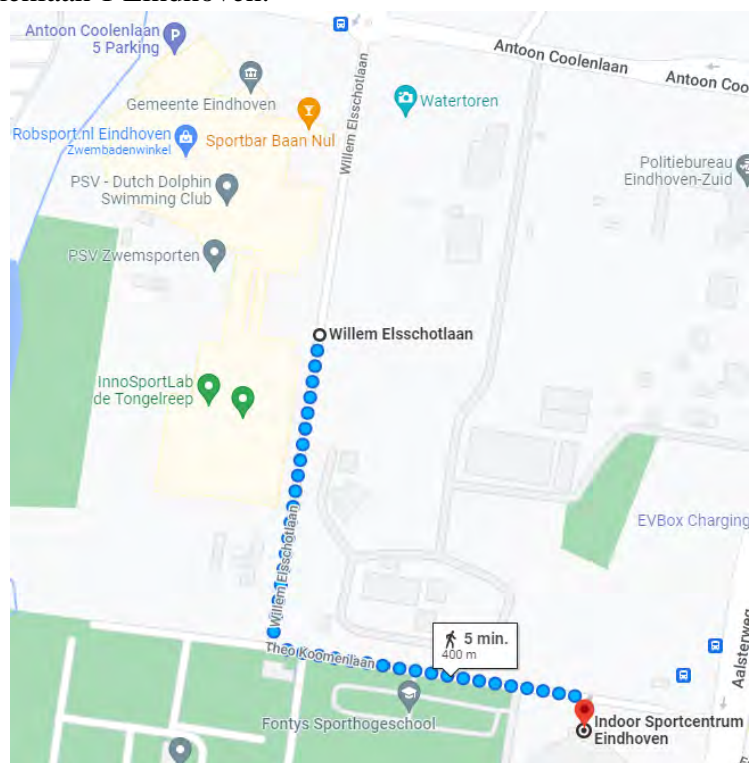 Antoon Coolenlaan
5 Parking
Antoon Coolenlaan
Antoon Coo
Gemeente Eindhoven
Watertoren
Willem Elsschotlaan
Robsport.nl Eindhoven
Zwembadenwinkel
Sportbar Baan Nul
Politiebureau
Eindhoven-Zuid
PSV - Dutch Dolphin
Swimming Club
PSV Zwemsporten
Willem Elsschotlaan
InnoSportLab
de Tongelreep
EVBox Charging
Willem Elsschotlaan
5 min.
400 m
Theo Koomenlaan
Aalsterweg
Fontys Sporthogeschool
Indoor Sportcentrum
Eindhoven